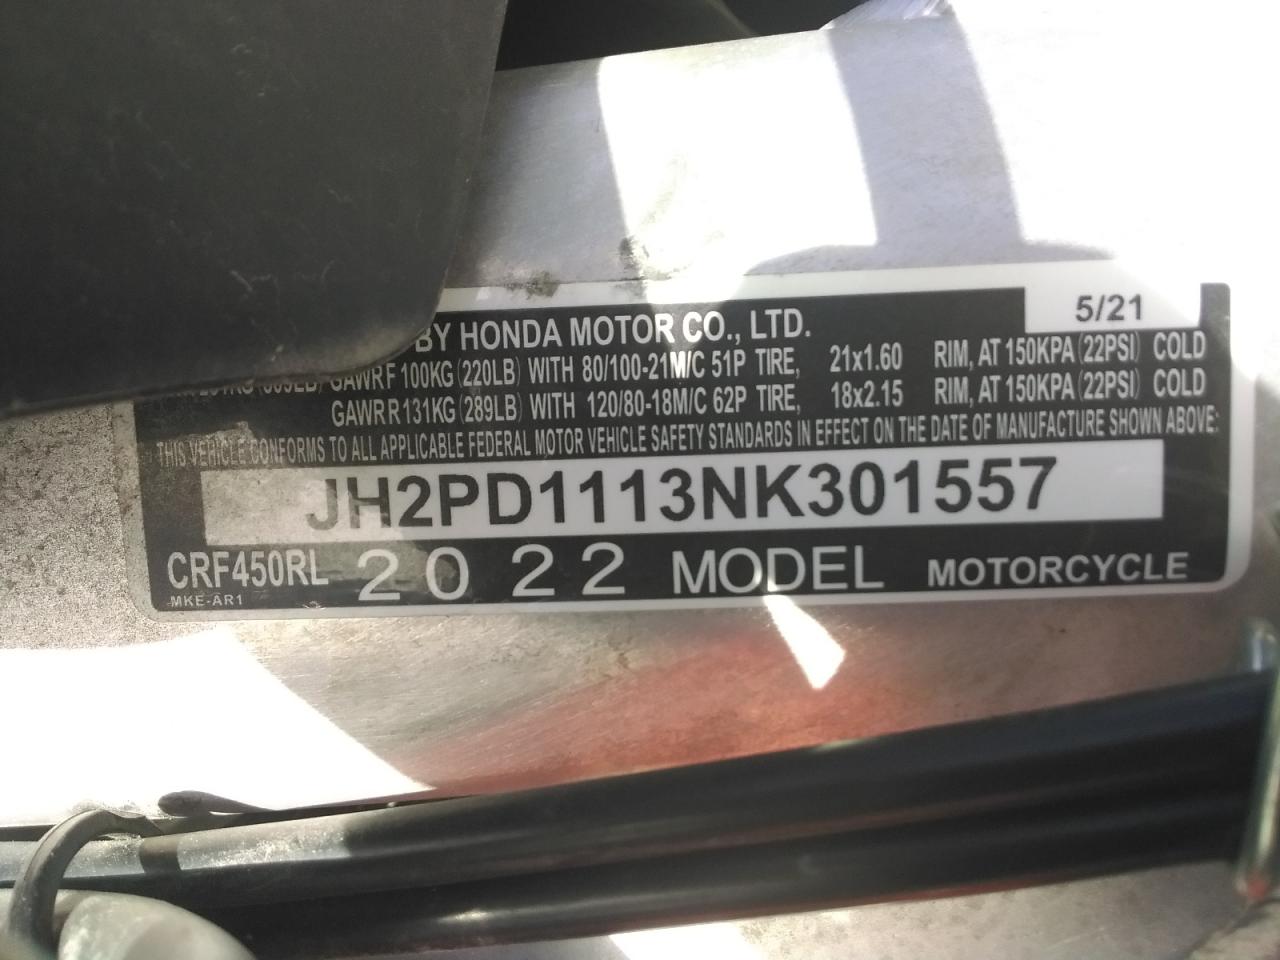 5/21
BY HONDA MOTOR CO., LTD.
GAWR F 100KG (220LB) WITH 80/100-21M/C 51P TIRE, 21x1.60 RIM, AT 150KPA (22PSI) COLD
GAWR R 131KG (289LB) WITH 120/80-18M/C 62P TIRE, 18x2.15 RIM, AT 150KPA (22PSI) COLD
THIS VEHICLE CONFORMS TO ALL APPLICABLE FEDERAL MOTOR VEHICLE SAFETY STANDARDS IN EFFECT ON THE DATE OF MANUFACTURE SHOWN ABOVE:
JH2PD1113NK301557
CRF450RL 2022 MODEL MOTORCYCLE
MKE-AR1